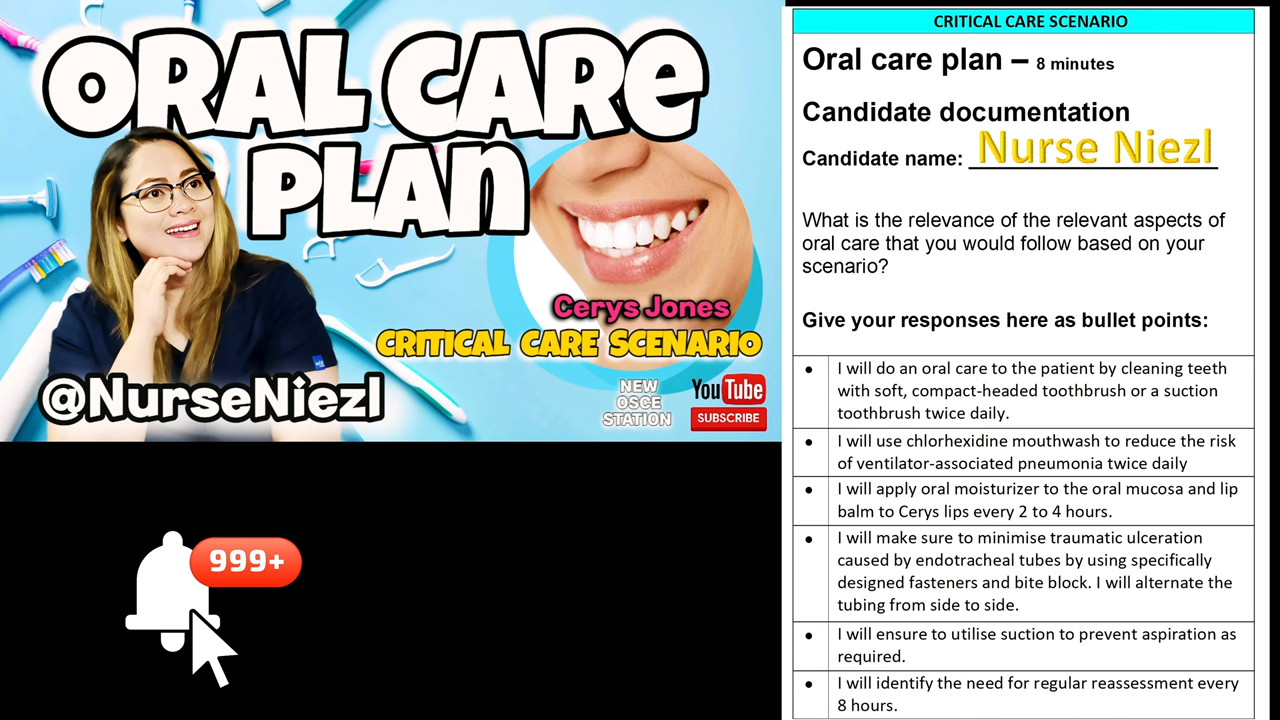 ORAL CARE
PLAN
Cerys Jones
CRITICAL CARE SCENARIO
@NurseNiezl
NEW
OSCE
STATION
YouTube
SUBSCRIBE
999+
CRITICAL CARE SCENARIO
Oral care plan – 8 minutes
Candidate documentation
Candidate name: Nurse Niezl
What is the relevance of the relevant aspects of
oral care that you would follow based on your
scenario?
Give your responses here as bullet points:
• I will do an oral care to the patient by cleaning teeth
with soft, compact-headed toothbrush or a suction
toothbrush twice daily.
• I will use chlorhexidine mouthwash to reduce the risk
of ventilator-associated pneumonia twice daily
• I will apply oral moisturizer to the oral mucosa and lip
balm to Cerys lips every 2 to 4 hours.
• I will make sure to minimise traumatic ulceration
caused by endotracheal tubes by using specifically
designed fasteners and bite block. I will alternate the
tubing from side to side.
• I will ensure to utilise suction to prevent aspiration as
required.
• I will identify the need for regular reassessment every
8 hours.